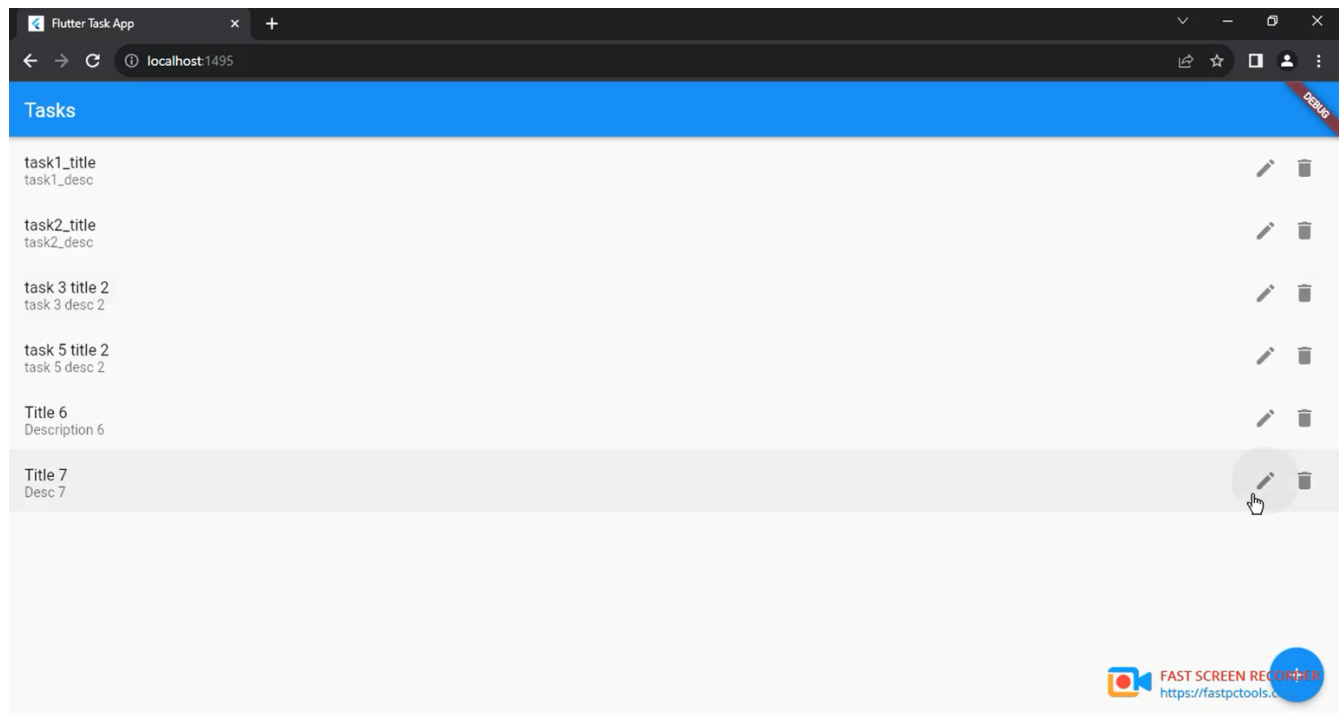 Flutter Task App
localhost:1495
Tasks
DEBUG
task1_title
task1_desc
task2_title
task2_desc
task 3 title 2
task 3 desc 2
task 5 title 2
task 5 desc 2
Title 6
Description 6
Title 7
Desc 7
FAST SCREEN RECORDER
https://fastpctools.c